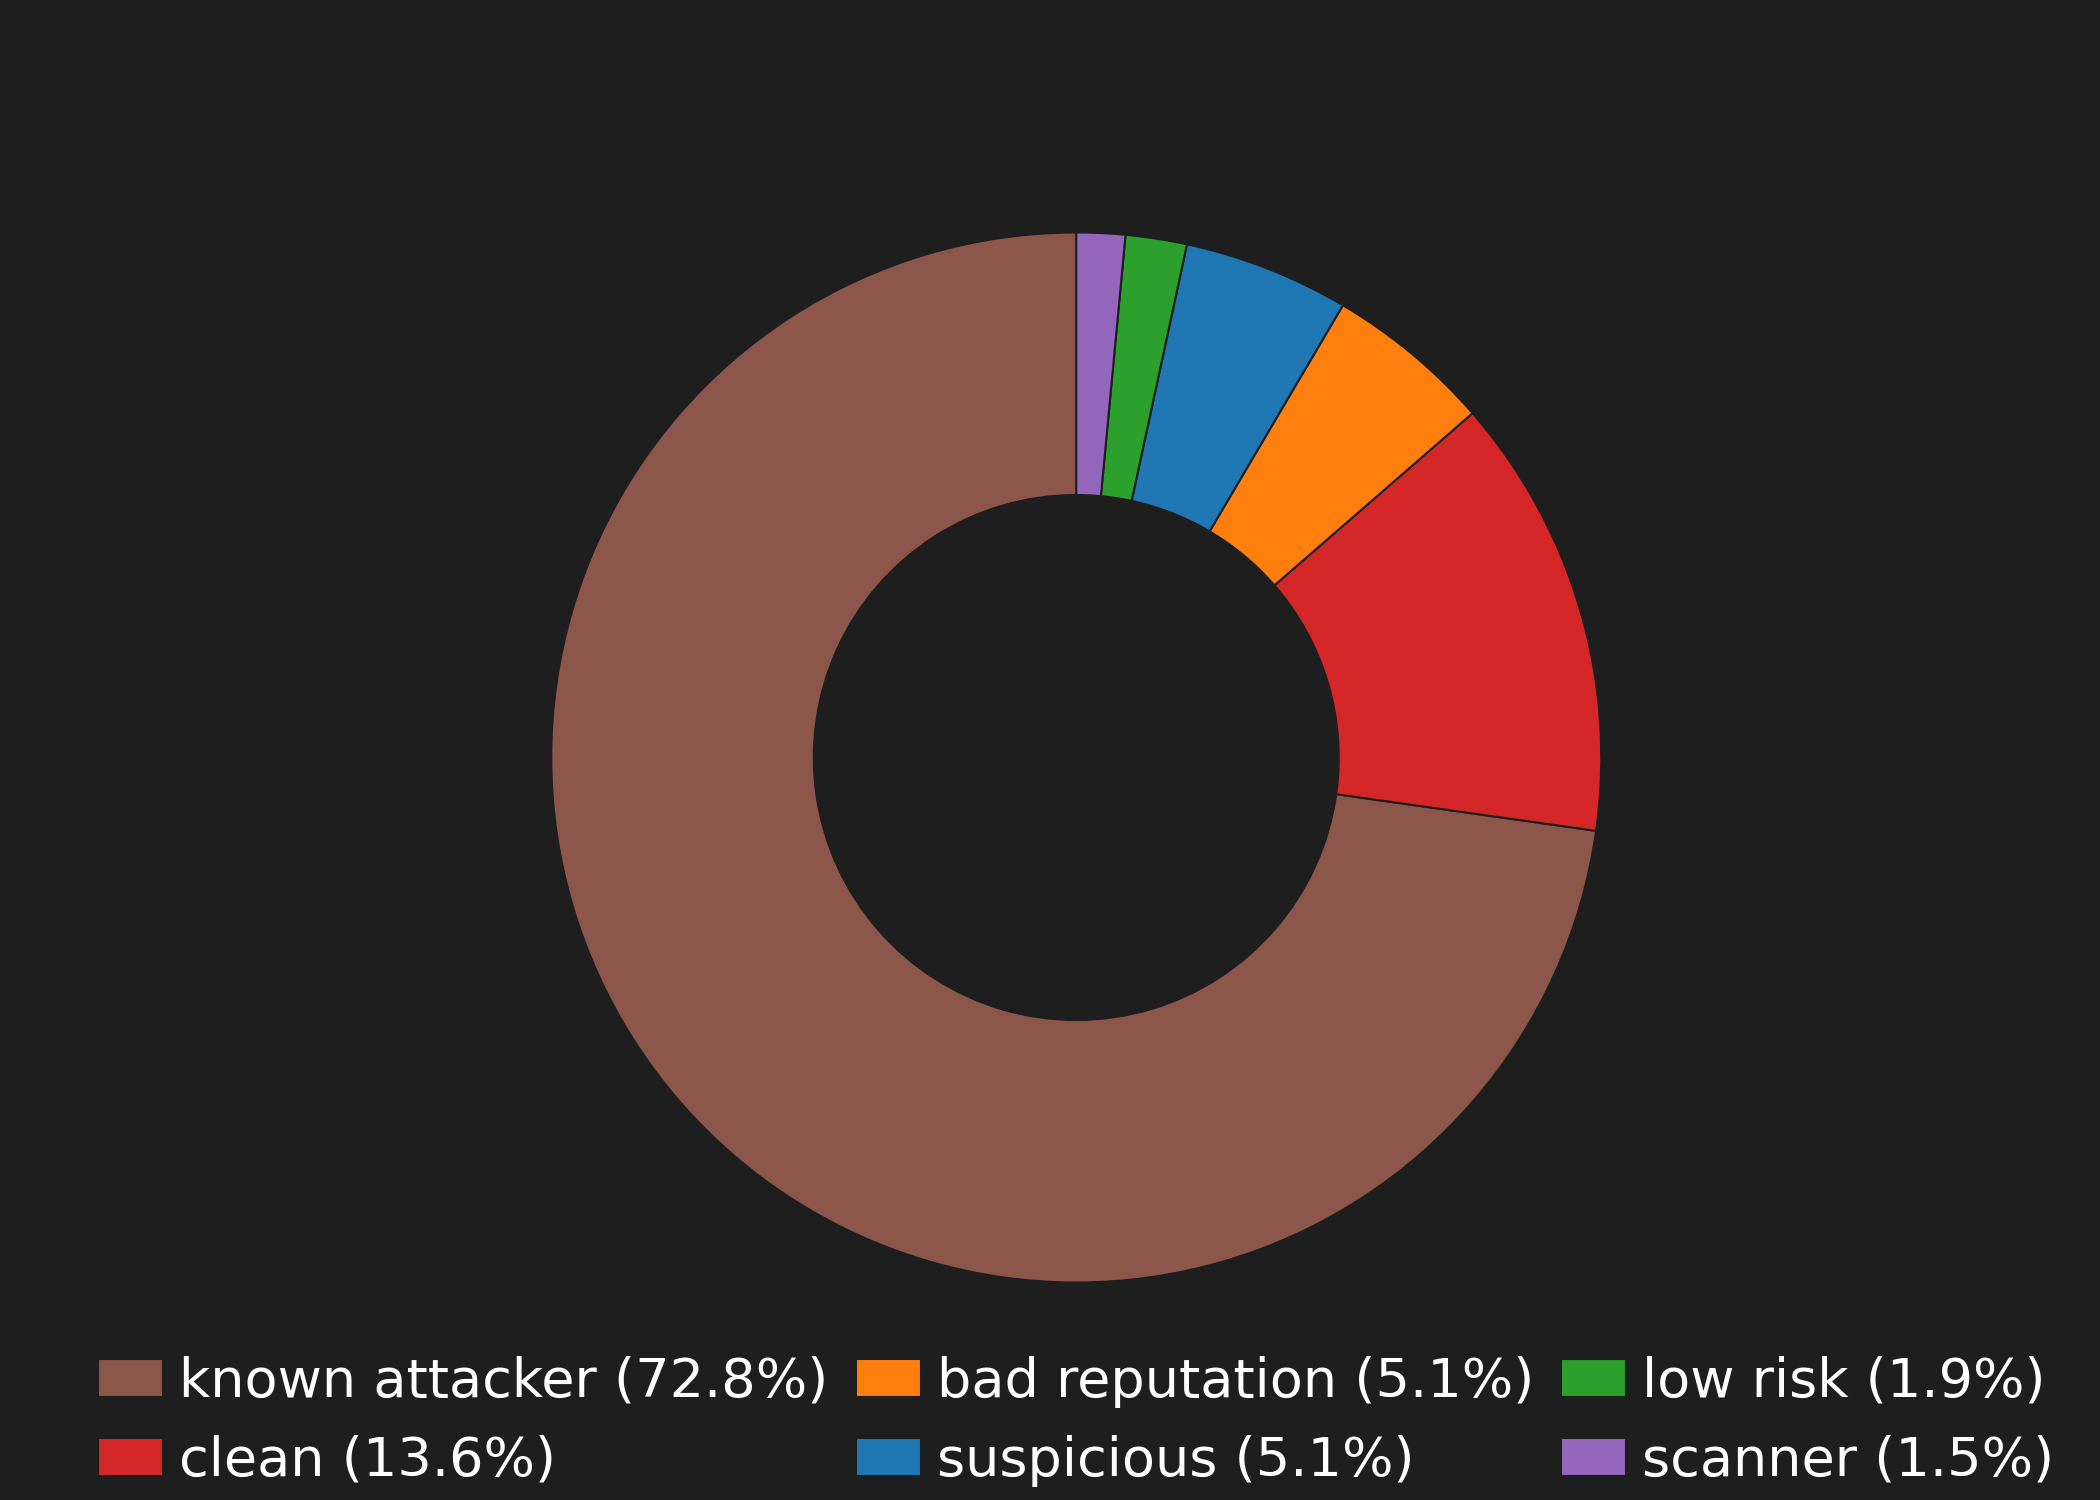 known attacker (72.8%) bad reputation (5.1%) low risk (1.9%)
clean (13.6%) suspicious (5.1%) scanner (1.5%)